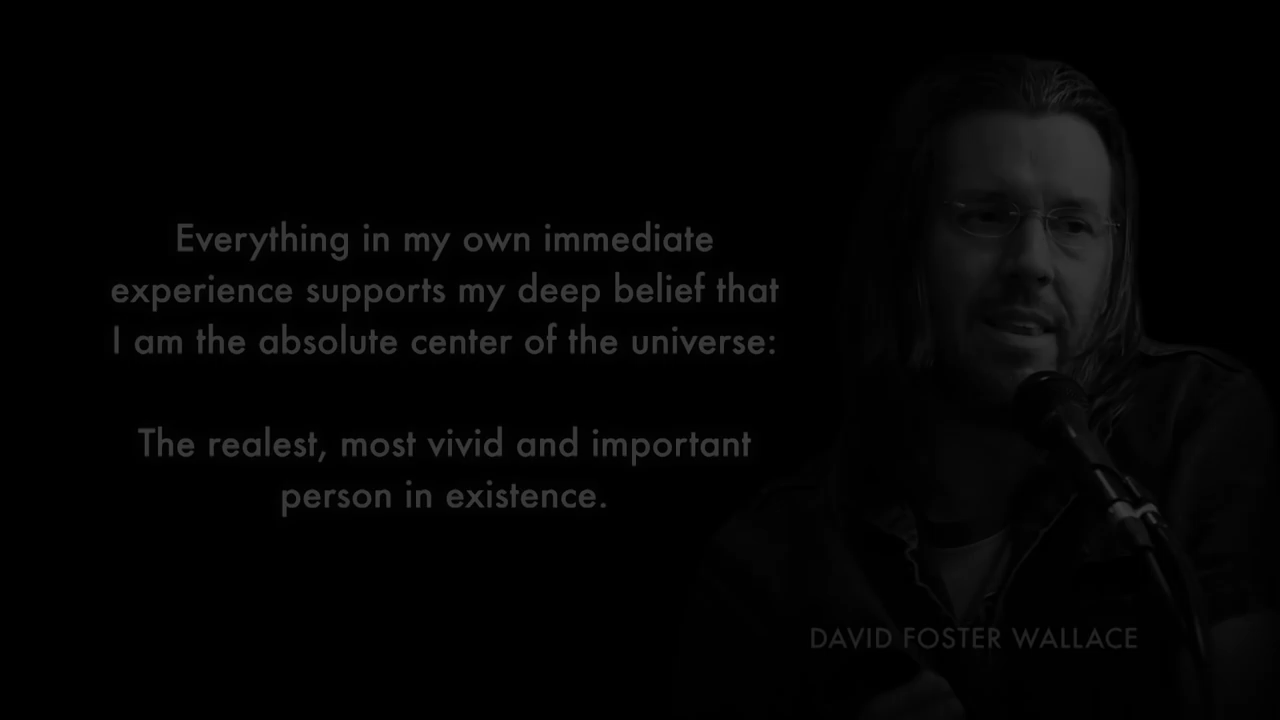 Everything in my own immediate
experience supports my deep belief that
I am the absolute center of the universe:
The realest, most vivid and important
person in existence.
DAVID FOSTER WALLACE